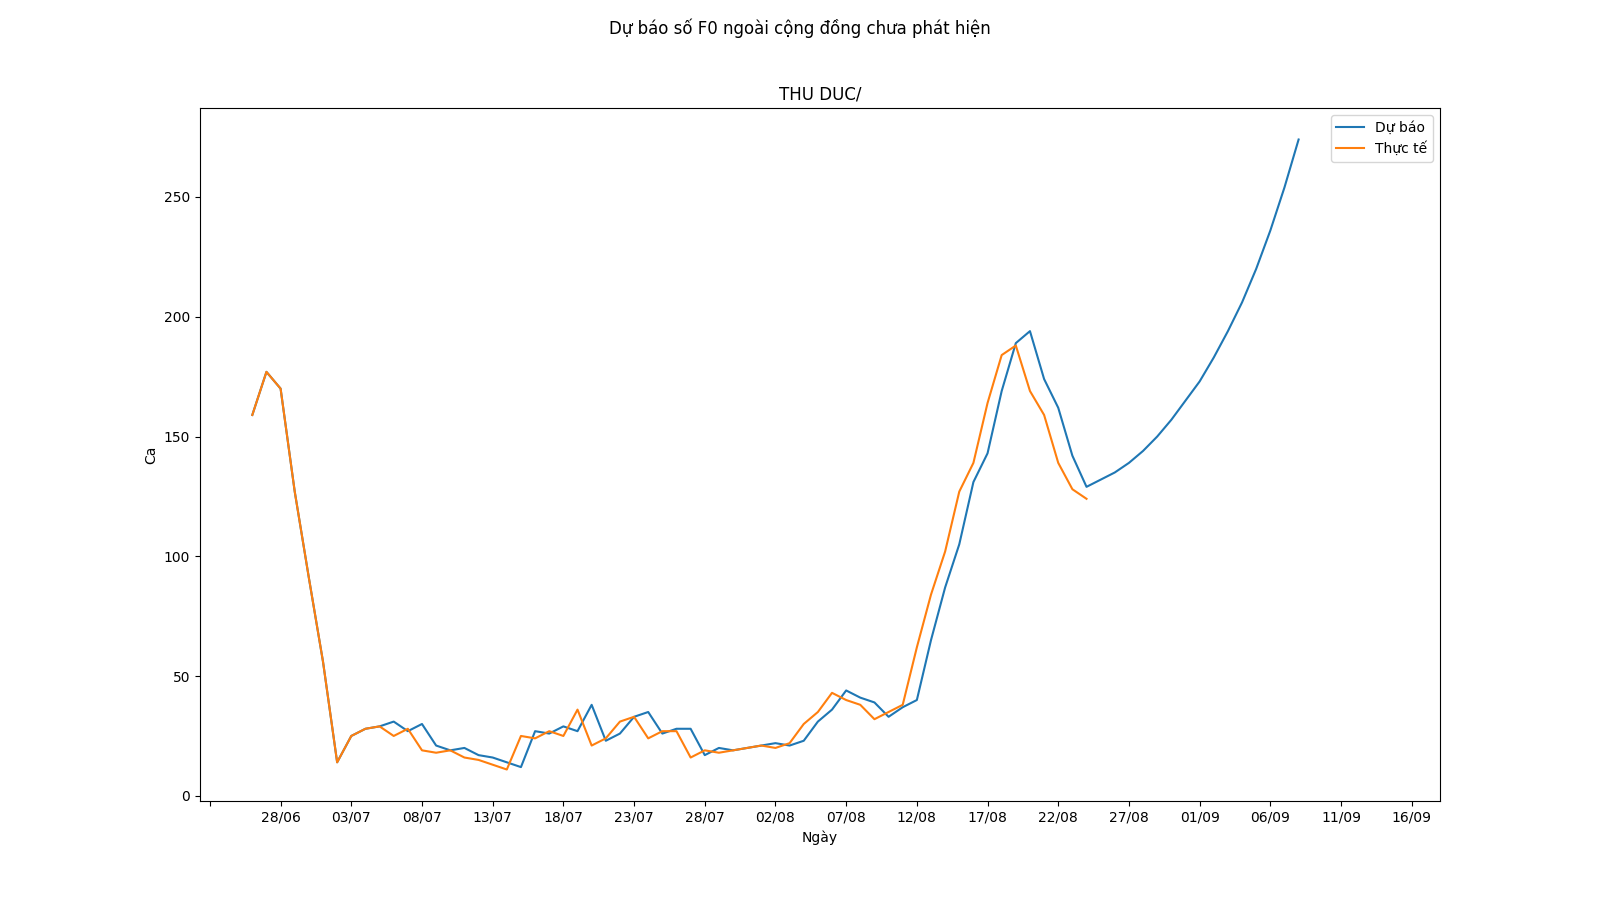 Dự báo số F0 ngoài cộng đồng chưa phát hiện
THU DUC/
Dự báo
Thực tế
250
200
150
100
50
0
Ca
28/06 03/07 08/07 13/07 18/07 23/07 28/07 02/08 07/08 12/08 17/08 22/08 27/08 01/09 06/09 11/09 16/09
Ngày